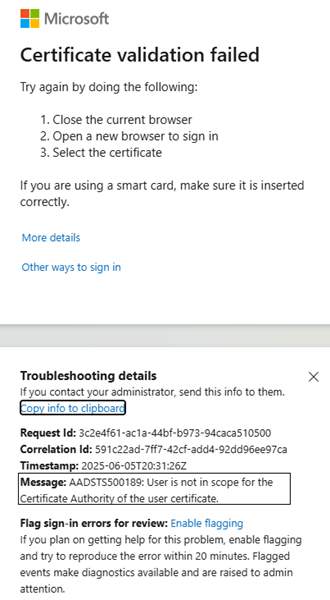 Microsoft
Certificate validation failed
Try again by doing the following:
1. Close the current browser
2. Open a new browser to sign in
3. Select the certificate
If you are using a smart card, make sure it is inserted
correctly.
More details
Other ways to sign in
Troubleshooting details
If you contact your administrator, send this info to them.
Copy info to clipboard
Request Id: 3c2e4f61-ac1a-44bf-b973-94caca510500
Correlation Id: 591c22ad-7ff7-42cf-add4-92dd96ee97ca
Timestamp: 2025-06-05T20:31:26Z
Message: AADSTS500189: User is not in scope for the
Certificate Authority of the user certificate.
Flag sign-in errors for review: Enable flagging
If you plan on getting help for this problem, enable flagging
and try to reproduce the error within 20 minutes. Flagged
events make diagnostics available and are raised to admin
attention.